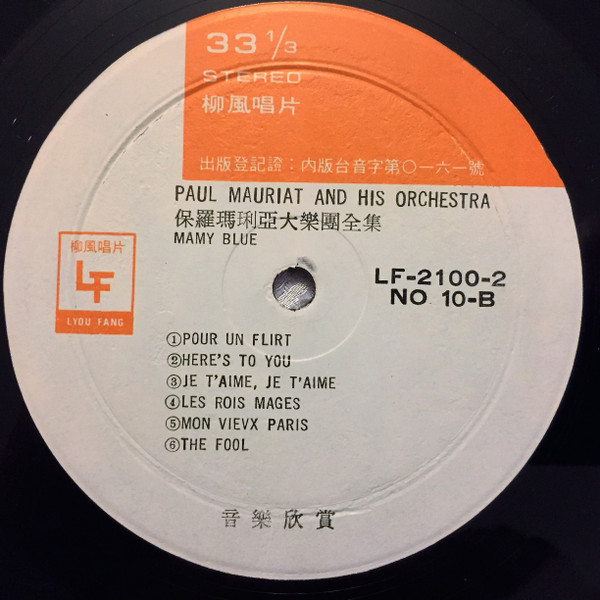 33 1/3
STEREO
柳風唱片
出版登記證：內版台音字第〇一六一號
PAUL MAURIAT AND HIS ORCHESTRA
保羅瑪琍亞大樂團全集
MAMY BLUE
柳風唱片
LF
LYOU FANG
LF-2100-2
NO 10-B
①POUR UN FLIRT
②HERE'S TO YOU
③JE T'AIME, JE T'AIME
④LES ROIS MAGES
⑤MON VIEVX PARIS
⑥THE FOOL
音樂欣賞